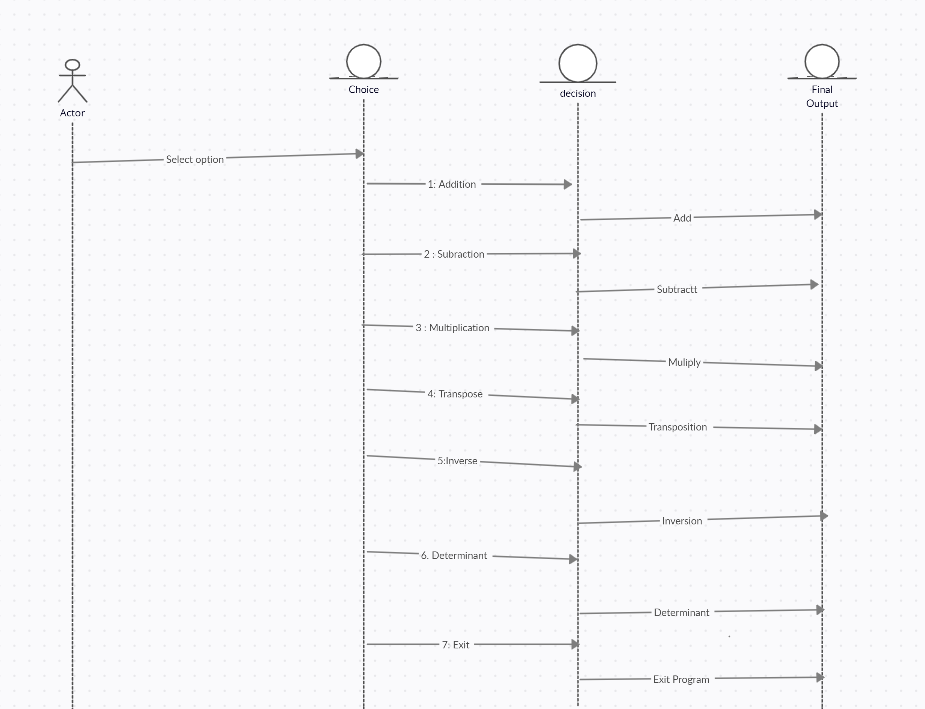 Actor
Choice
decision
Final
Output
Select option
1: Addition
Add
2 : Subraction
Subtractt
3 : Multiplication
Muliply
4: Transpose
Transposition
5:Inverse
Inversion
6. Determinant
Determinant
7: Exit
Exit Program